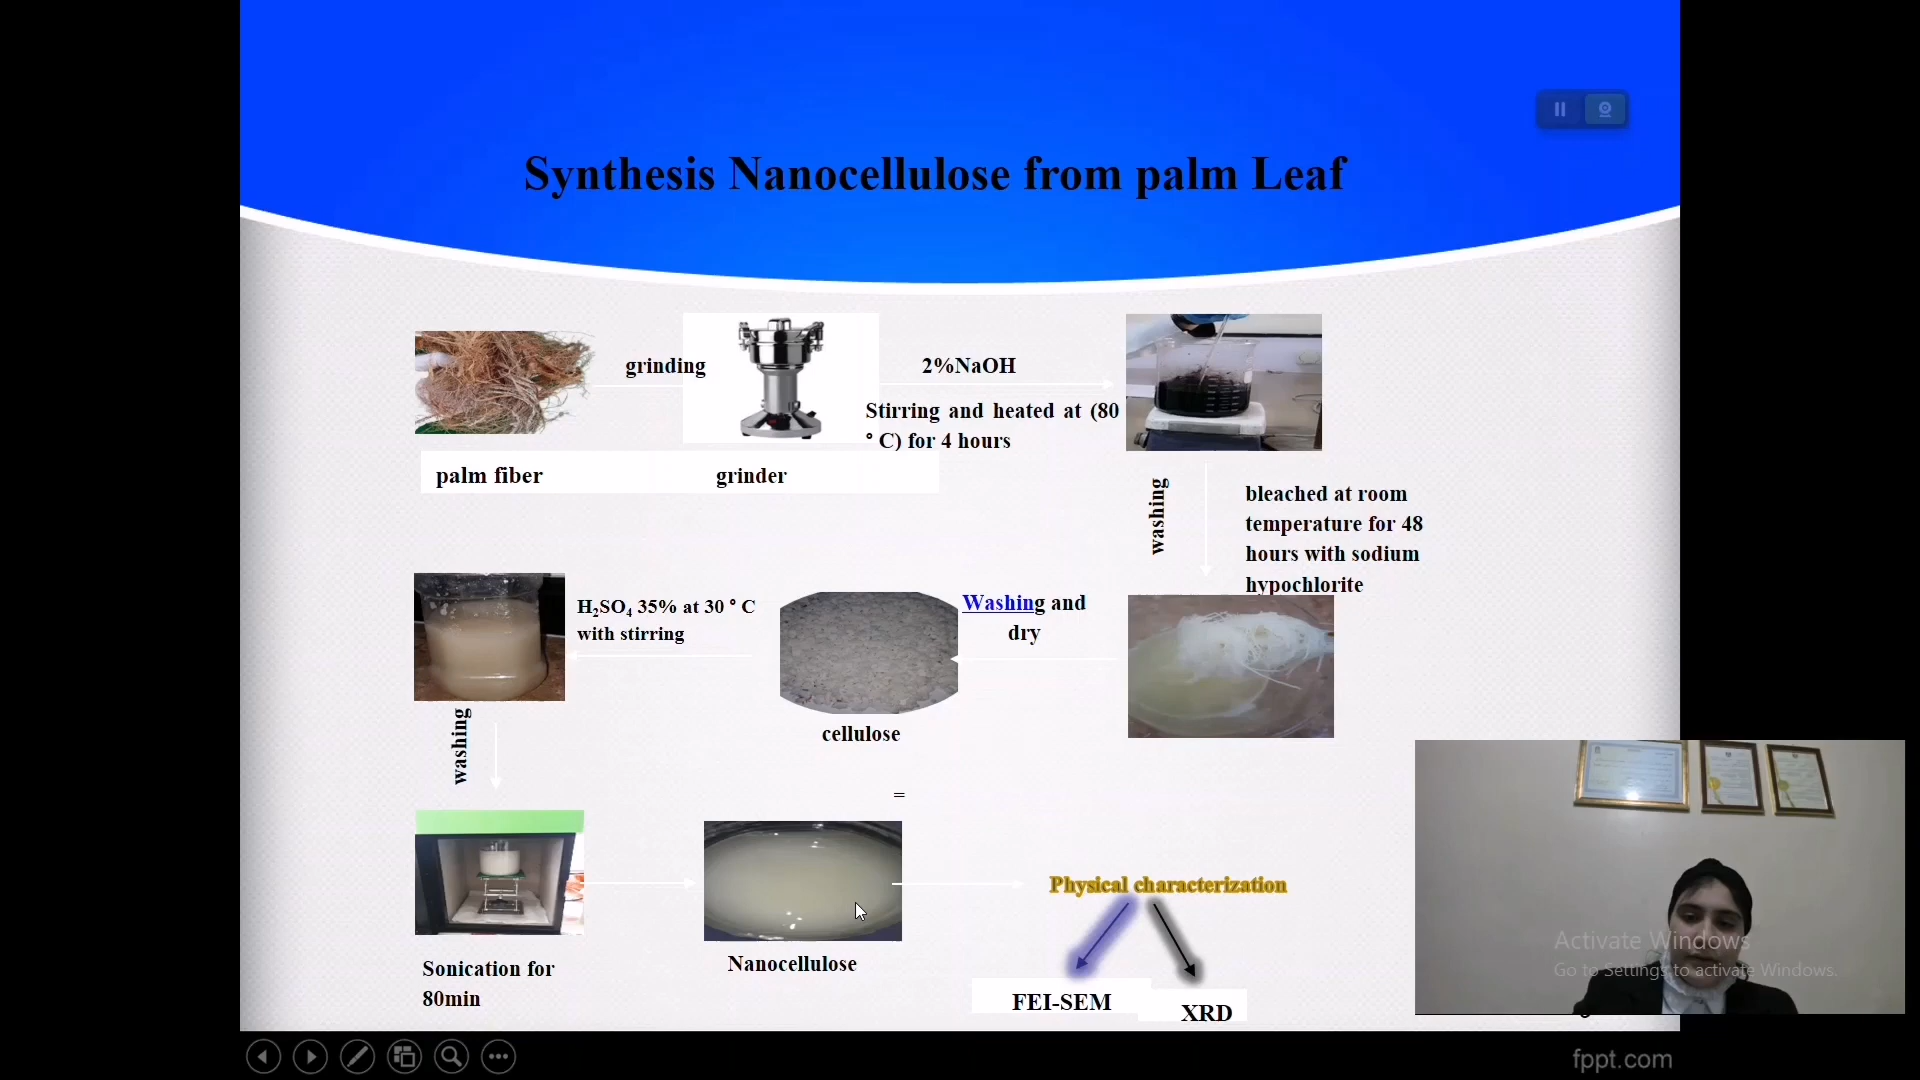 Synthesis Nanocellulose from palm Leaf
grinding
2%NaOH
Stirring and heated at (80
° C) for 4 hours
palm fiber
grinder
washing
bleached at room
temperature for 48
hours with sodium
hypochlorite
H₂SO₄ 35% at 30 ° C
with stirring
Washing and
dry
cellulose
washing
=
Sonication for
80min
Nanocellulose
Physical characterization
FEI-SEM
XRD
Activate Windows
Go to Settings to activate Windows.
fppt.com